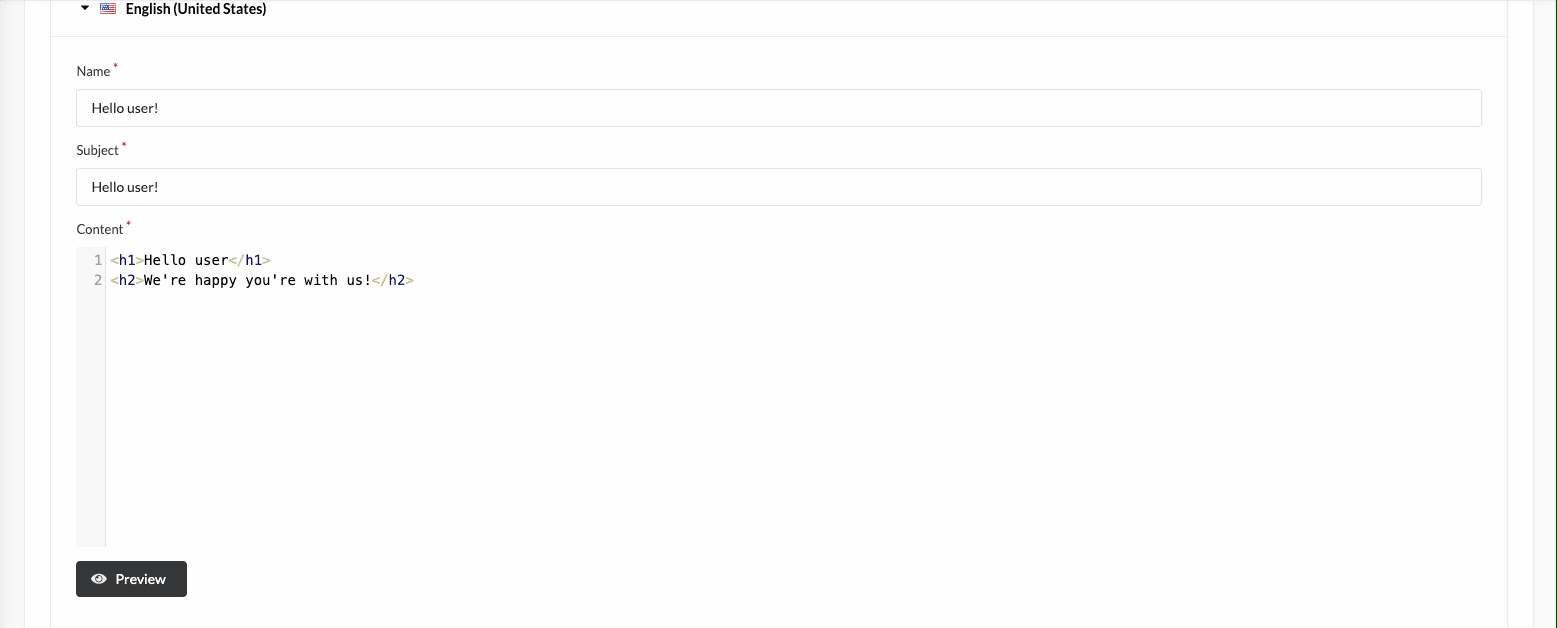 English (United States)
Name *
Hello user!
Subject *
Hello user!
Content *
1 <h1>Hello user</h1>
2 <h2>We're happy you're with us!</h2>
Preview